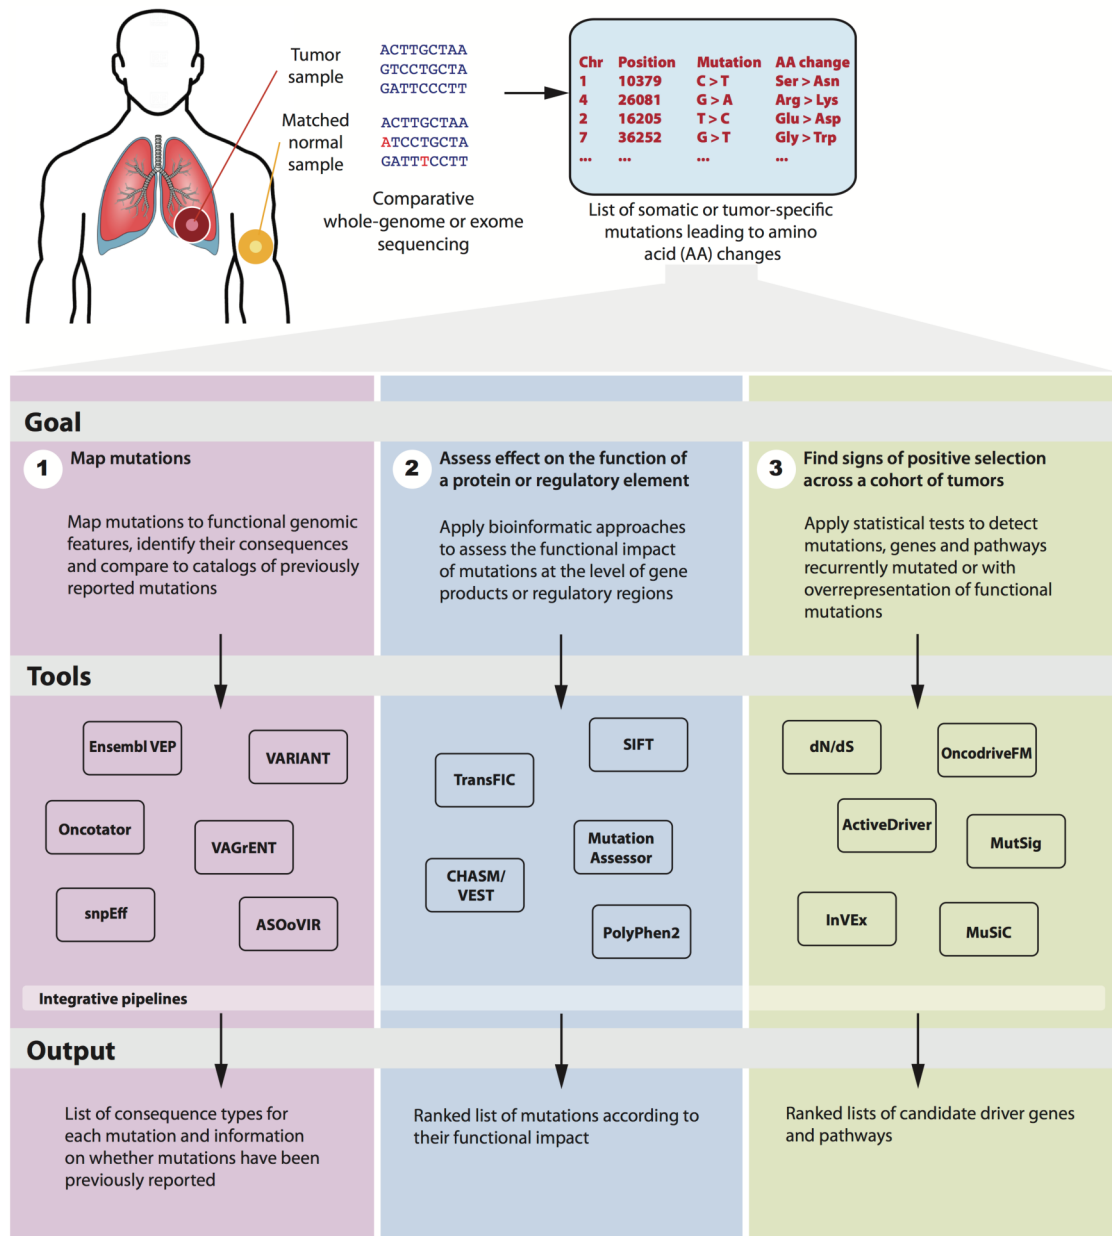 Tumor
sample
ACTTGCTAA
GTCCTGCTA
GATTCCCTT
Matched
normal
sample
ACTTGCTAA
ATCCTGCTA
GATTTCCTT
Comparative
whole-genome or exome
sequencing
Chr Position Mutation AA change
1 10379 C > T Ser > Asn
4 26081 G > A Arg > Lys
2 16205 T > C Glu > Asp
7 36252 G > T Gly > Trp
... ... ... ...
List of somatic or tumor-specific
mutations leading to amino
acid (AA) changes
Goal
1 Map mutations
Map mutations to functional genomic
features, identify their consequences
and compare to catalogs of previously
reported mutations
2 Assess effect on the function of
a protein or regulatory element
Apply bioinformatic approaches
to assess the functional impact
of mutations at the level of gene
products or regulatory regions
3 Find signs of positive selection
across a cohort of tumors
Apply statistical tests to detect
mutations, genes and pathways
recurrently mutated or with
overrepresentation of functional
mutations
Tools
Ensembl VEP
VARIANT
Oncotator
VAGrENT
snpEff
ASOoVIR
SIFT
TransFIC
Mutation
Assessor
CHASM/
VEST
PolyPhen2
dN/dS
OncodriveFM
ActiveDriver
MutSig
InVEx
MuSiC
Integrative pipelines
Output
List of consequence types for
each mutation and information
on whether mutations have been
previously reported
Ranked list of mutations according to
their functional impact
Ranked lists of candidate driver genes
and pathways